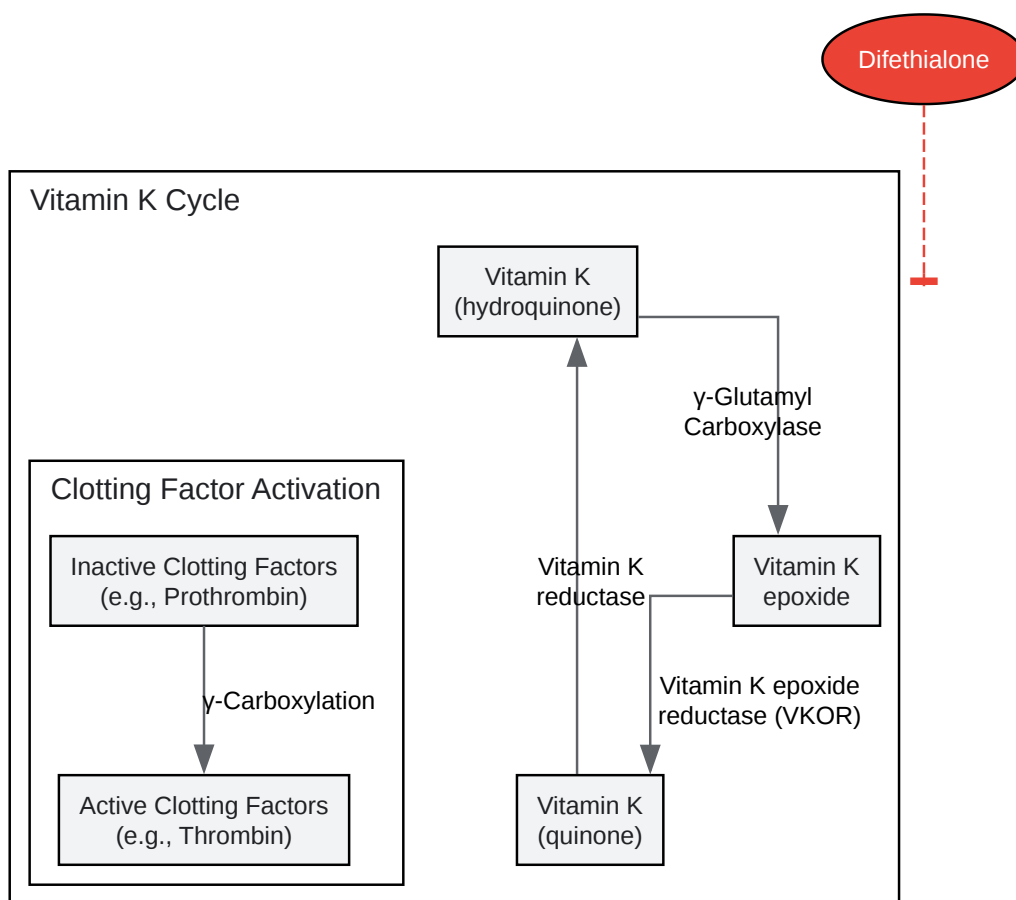 Difethialone
Vitamin K Cycle
Vitamin K
(hydroquinone)
γ-Glutamyl
Carboxylase
Clotting Factor Activation
Inactive Clotting Factors
(e.g., Prothrombin)
Vitamin K
reductase
Vitamin K
epoxide
γ-Carboxylation
Vitamin K epoxide
reductase (VKOR)
Active Clotting Factors
(e.g., Thrombin)
Vitamin K
(quinone)